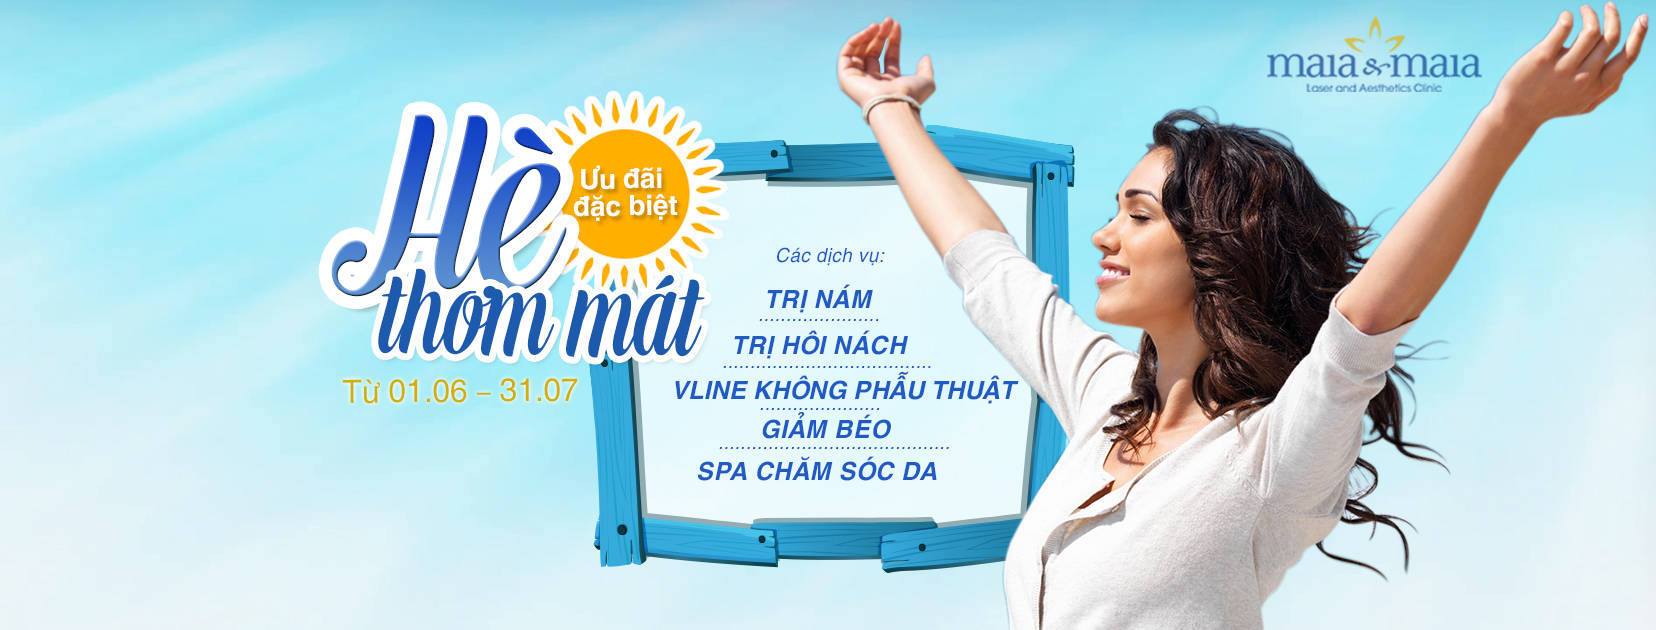 maia & maia
Laser and Aesthetics Clinic
Hè
thơm mát
Ưu đãi
đặc biệt
Từ 01.06 – 31.07
Các dịch vụ:
TRỊ NÁM
TRỊ HÔI NÁCH
VLINE KHÔNG PHẪU THUẬT
GIẢM BÉO
SPA CHĂM SÓC DA